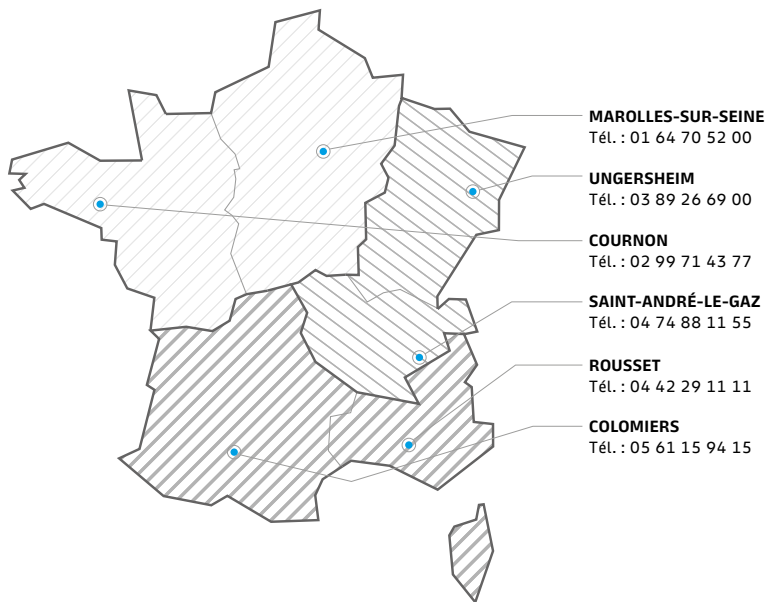 MAROLLES-SUR-SEINE
Tél. : 01 64 70 52 00
UNGERSHEIM
Tél. : 03 89 26 69 00
COURNON
Tél. : 02 99 71 43 77
SAINT-ANDRÉ-LE-GAZ
Tél. : 04 74 88 11 55
ROUSSET
Tél. : 04 42 29 11 11
COLOMIERS
Tél. : 05 61 15 94 15